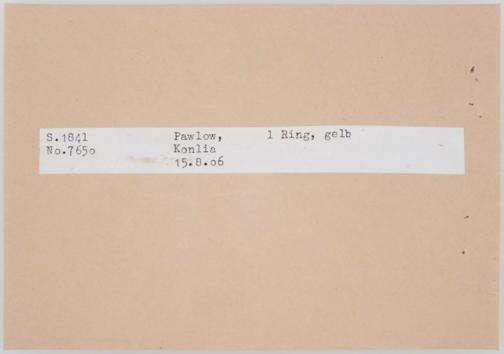 S.1841 Pawlow, 1 Ring, gelb
No.7650 Konlia
15.8.06